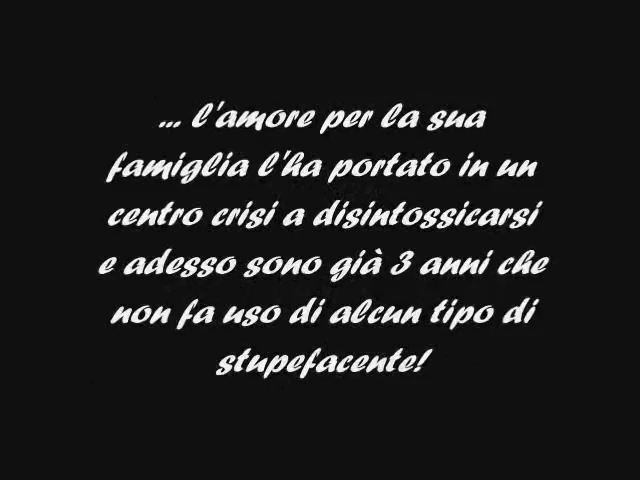 ... l'amore per la sua
famiglia l'ha portato in un
centro crisi a disintossicarsi
e adesso sono già 3 anni che
non fa uso di alcun tipo di
stupefacente!